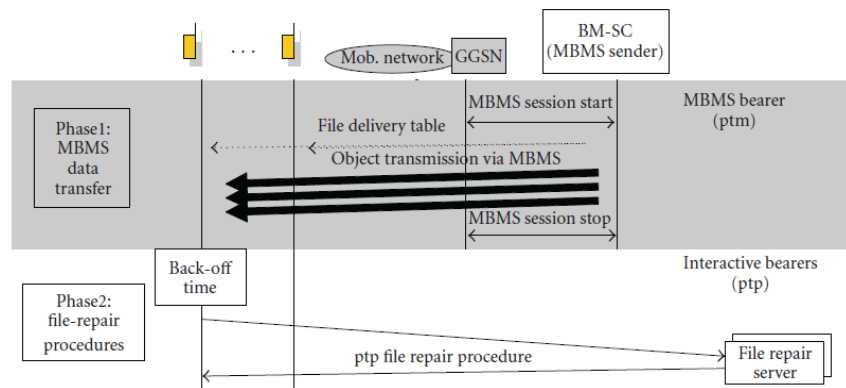 . . .
Mob. network
GGSN
BM-SC
(MBMS sender)
Phase1:
MBMS
data
transfer
MBMS session start
MBMS bearer
(ptm)
File delivery table
Object transmission via MBMS
MBMS session stop
Back-off
time
Interactive bearers
(ptp)
Phase2:
file-repair
procedures
ptp file repair procedure
File repair
server